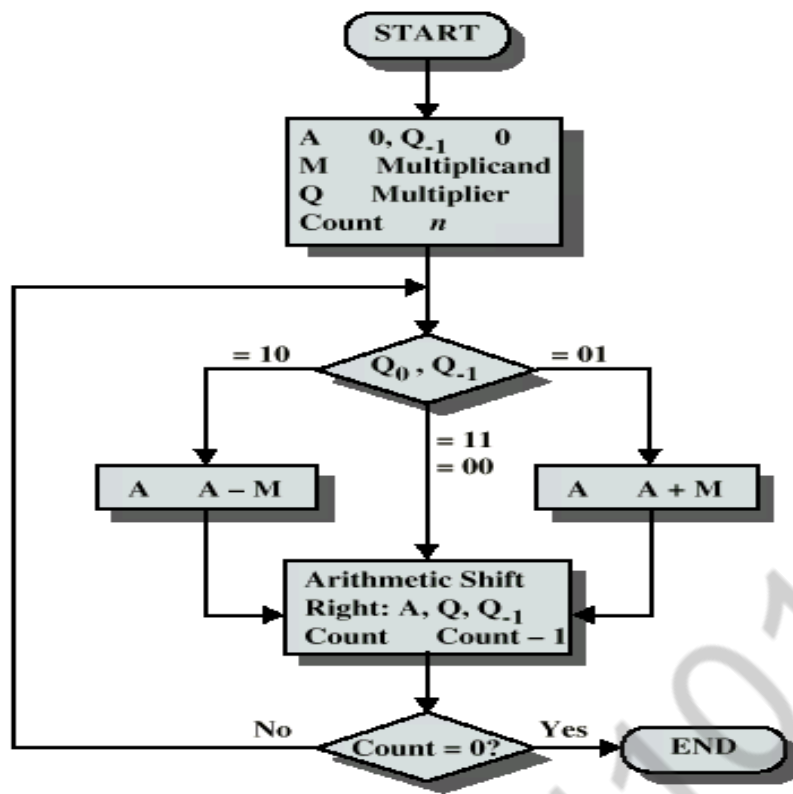 START
A 0, Q-1 0
M Multiplicand
Q Multiplier
Count n
= 10
Q0 , Q-1
= 01
= 11
= 00
A A – M
A A + M
Arithmetic Shift
Right: A, Q, Q-1
Count Count – 1
No
Count = 0?
Yes
END